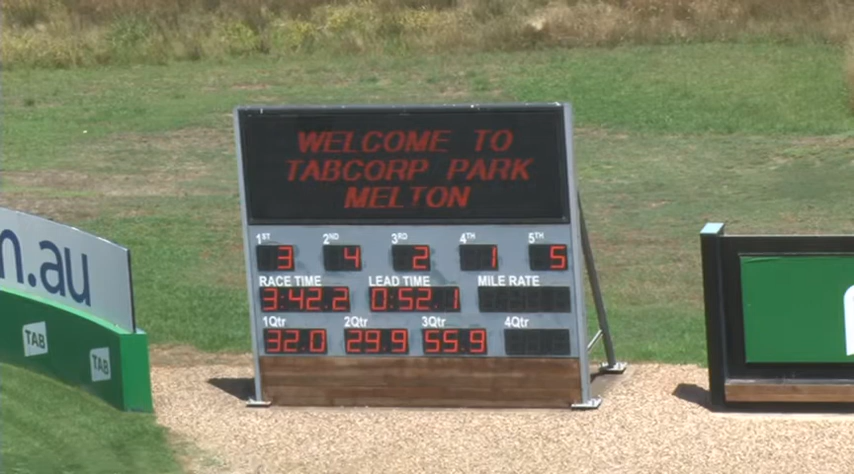 WELCOME TO
TABCORP PARK
MELTON
1ST 2ND 3RD 4TH 5TH
3 4 2 1 5
RACE TIME LEAD TIME MILE RATE
3:42.2 0:52.1
1Qtr 2Qtr 3Qtr 4Qtr
32.0 29.9 55.9
n.au
TAB
TAB